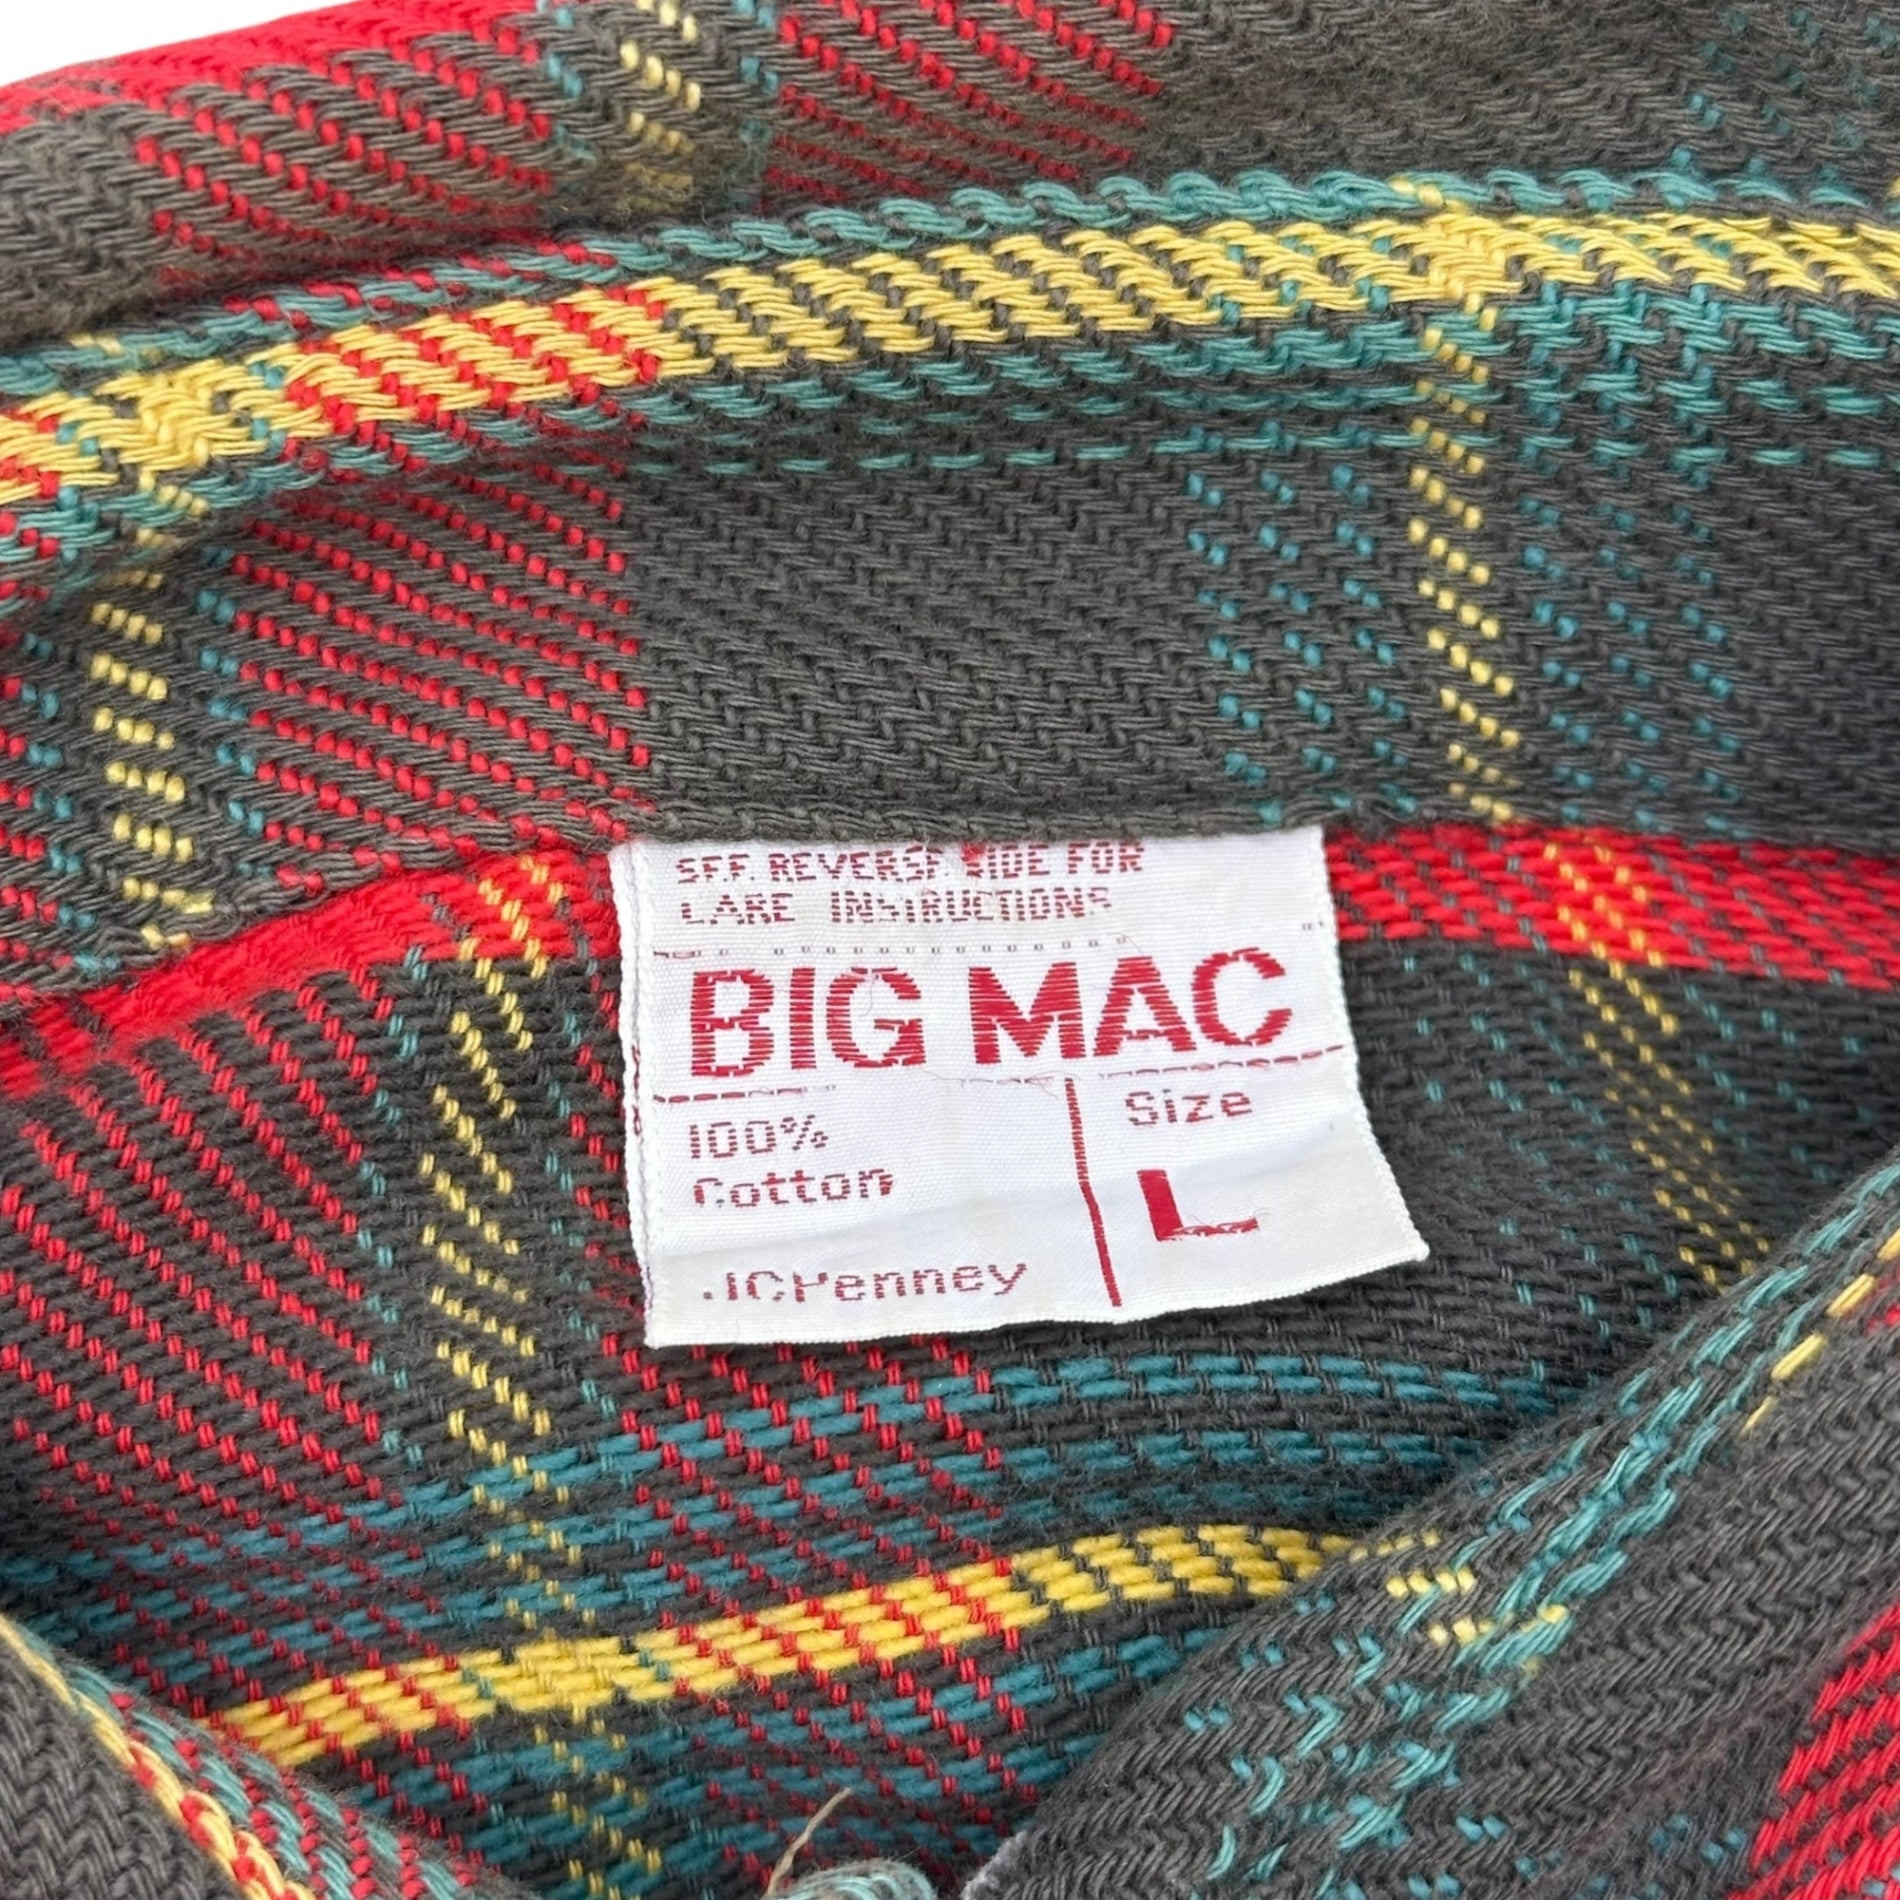 SEE REVERSE SIDE FOR
CARE INSTRUCTIONS
BIG MAC
100%
Cotton
Size
L
JCPenney